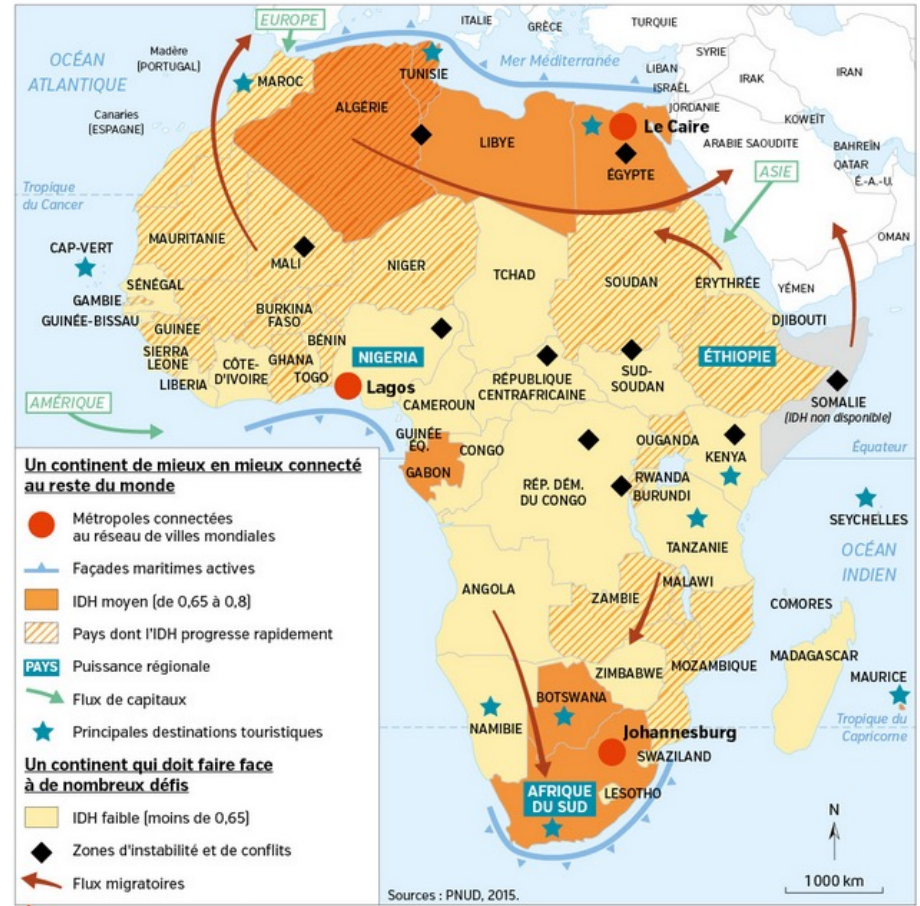 EUROPE
ITALIE
GRÈCE
TURQUIE
OCÉAN
ATLANTIQUE
Madère
(PORTUGAL)
MAROC
TUNISIE
Mer Méditerranée
SYRIE
LIBAN
IRAK
IRAN
ISRAËL
JORDANIE
Canaries
(ESPAGNE)
ALGÉRIE
LIBYE
Le Caire
KOWEÏT
ARABIE SAOUDITE
BAHREÏN
QATAR
É.-A.-U.
ÉGYPTE
ASIE
Tropique
du Cancer
OMAN
MAURITANIE
CAP-VERT
MALI
NIGER
TCHAD
SOUDAN
ÉRYTHRÉE
YÉMEN
SÉNÉGAL
GAMBIE
GUINÉE-BISSAU
GUINÉE
BURKINA
FASO
BÉNIN
DJIBOUTI
SIERRA
LEONE
LIBERIA
CÔTE-
D'IVOIRE
GHANA
TOGO
NIGERIA
Lagos
ÉTHIOPIE
RÉPUBLIQUE
CENTRAFRICAINE
SUD-
SOUDAN
SOMALIE
(IDH non disponible)
AMÉRIQUE
CAMEROUN
GUINÉE
ÉQ.
CONGO
GABON
OUGANDA
KENYA
Équateur
RÉP. DÉM.
DU CONGO
RWANDA
BURUNDI
SEYCHELLES
TANZANIE
OCÉAN
INDIEN
ANGOLA
ZAMBIE
MALAWI
COMORES
ZIMBABWE
MOZAMBIQUE
MADAGASCAR
MAURICE
NAMIBIE
BOTSWANA
Tropique du
Capricorne
Johannesburg
SWAZILAND
AFRIQUE
DU SUD
LESOTHO
N
1 000 km
Sources : PNUD, 2015.
Un continent de mieux en mieux connecté
au reste du monde
Métropoles connectées
au réseau de villes mondiales
Façades maritimes actives
IDH moyen (de 0,65 à 0,8)
Pays dont l'IDH progresse rapidement
PAYS Puissance régionale
Flux de capitaux
Principales destinations touristiques
Un continent qui doit faire face
à de nombreux défis
IDH faible (moins de 0,65)
Zones d'instabilité et de conflits
Flux migratoires